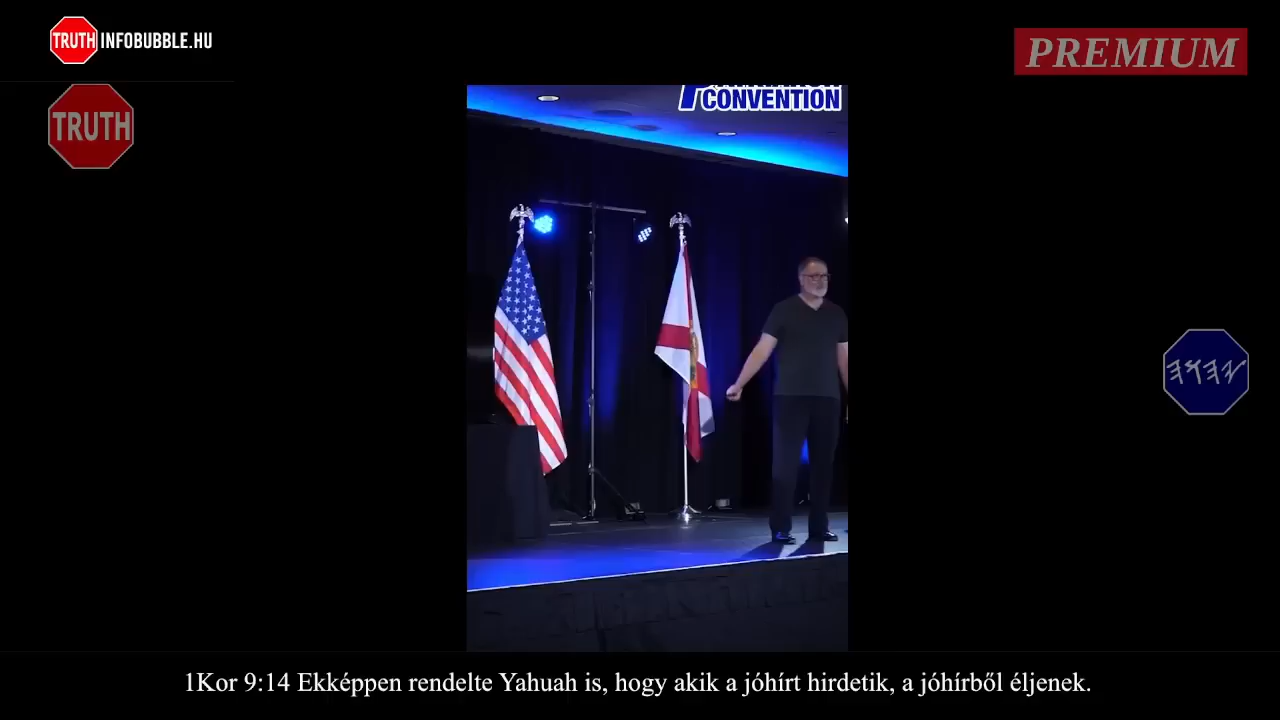 TRUTH INFOBUBBLE.HU
PREMIUM
TRUTH
CONVENTION
𐤉𐤄𐤅𐤄
1Kor 9:14 Ekképpen rendelte Yahuah is, hogy akik a jóhírt hirdetik, a jóhírből éljenek.